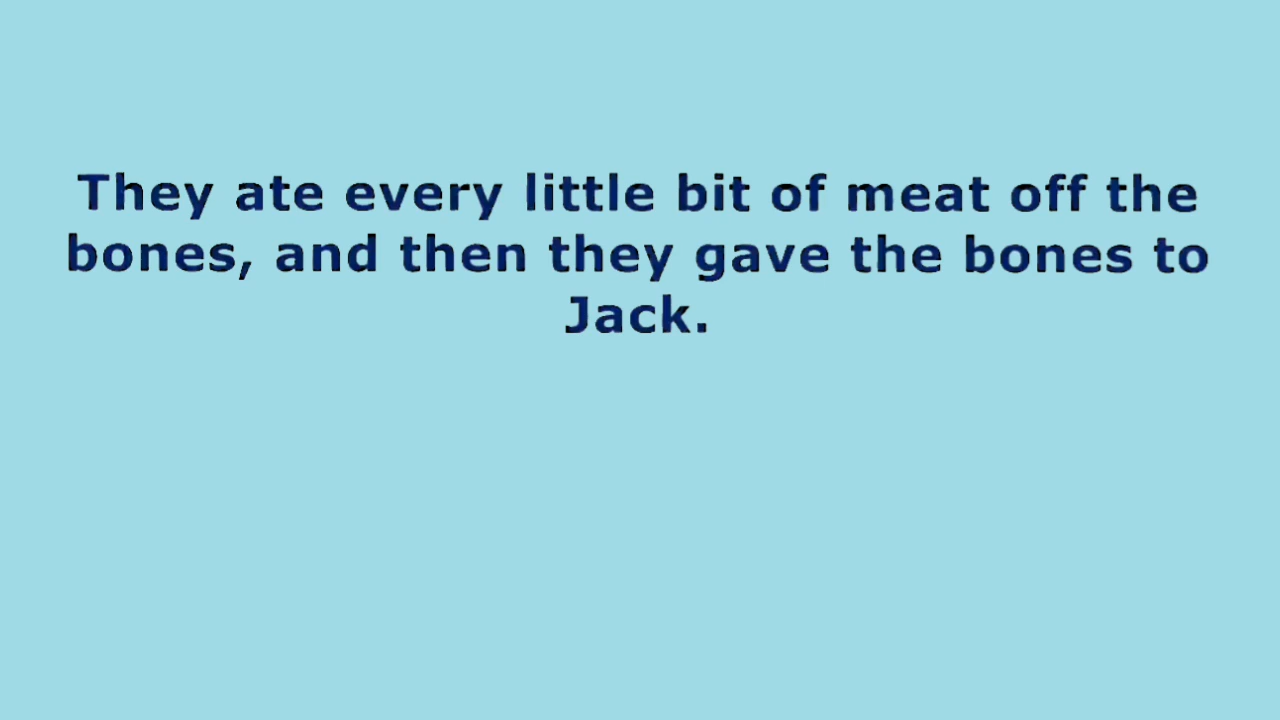 They ate every little bit of meat off the
bones, and then they gave the bones to
Jack.